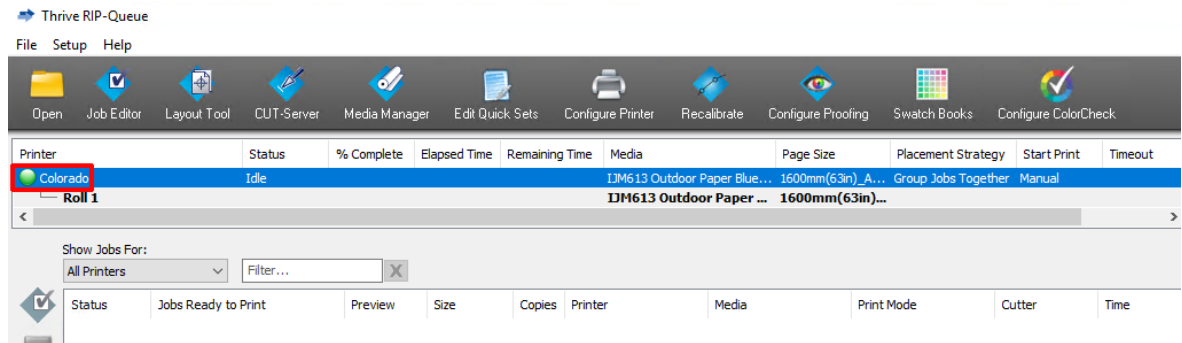 Thrive RIP-Queue
File Setup Help
Open Job Editor Layout Tool CUT-Server Media Manager Edit Quick Sets Configure Printer Recalibrate Configure Proofing Swatch Books Configure ColorCheck
Printer Status % Complete Elapsed Time Remaining Time Media Page Size Placement Strategy Start Print Timeout
Colorado Idle IJM613 Outdoor Paper Blue... 1600mm(63in)_A... Group Jobs Together Manual
Roll 1 IJM613 Outdoor Paper ... 1600mm(63in)...
Show Jobs For:
All Printers Filter... X
Status Jobs Ready to Print Preview Size Copies Printer Media Print Mode Cutter Time